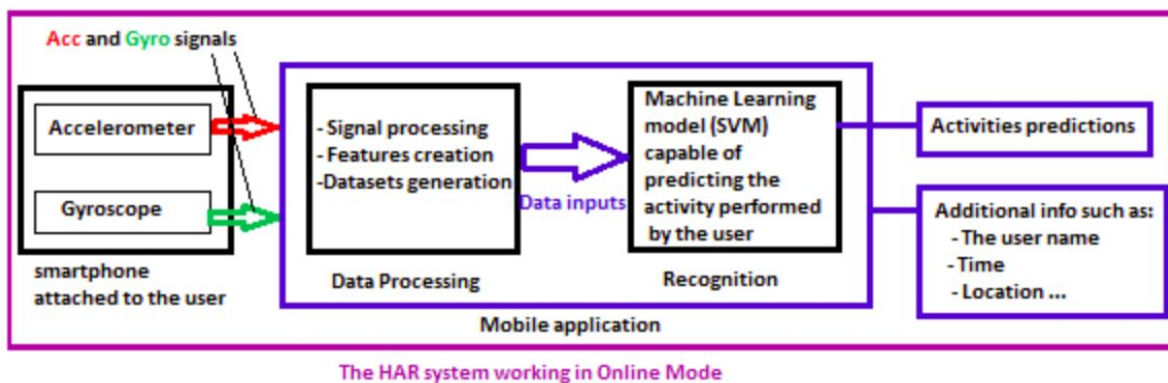 Acc and Gyro signals
Accelerometer
Gyroscope
smartphone
attached to the user
- Signal processing
- Features creation
-Datasets generation
Data Processing
Data inputs
Machine Learning
model (SVM)
capable of
predicting the
activity performed
by the user
Recognition
Mobile application
Activities predictions
Additional info such as:
- The user name
- Time
- Location ...
The HAR system working in Online Mode